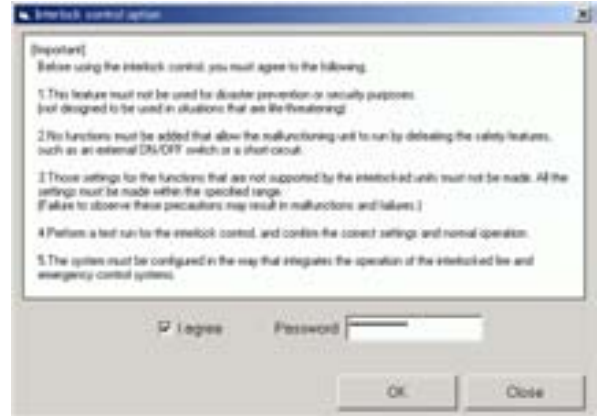 Interlock control option
[Important]
Before using the interlock control, you must agree to the following.
1.This feature must not be used for disaster prevention or security purposes.
(not designed to be used in situations that are life-threatening)
2.No functions must be added that allow the malfunctioning unit to run by defeating the safety features,
such as an external ON/OFF switch or a short circuit.
3.Those settings for the functions that are not supported by the interlocked units must not be made. All the
settings must be made within the specified range.
(Failure to observe these precautions may result in malfunctions and failures.)
4.Perform a test run for the interlock control, and confirm the correct settings and normal operation.
5.The system must be configured in the way that integrates the operation of the interlocked fire and
emergency control systems.
I agree Password
OK Close